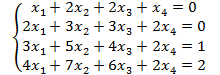 x₁ + 2x₂ + 2x₃ + x₄ = 0
2x₁ + 3x₂ + 3x₃ + 2x₄ = 0
3x₁ + 5x₂ + 4x₃ + 2x₄ = 1
4x₁ + 7x₂ + 6x₃ + 2x₄ = 2